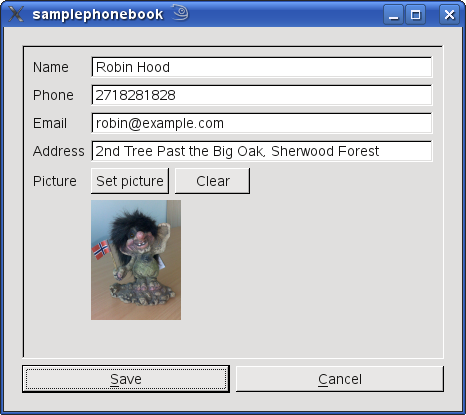 samplephonebook
Name Robin Hood
Phone 2718281828
Email robin@example.com
Address 2nd Tree Past the Big Oak, Sherwood Forest
Picture Set picture Clear
Save Cancel